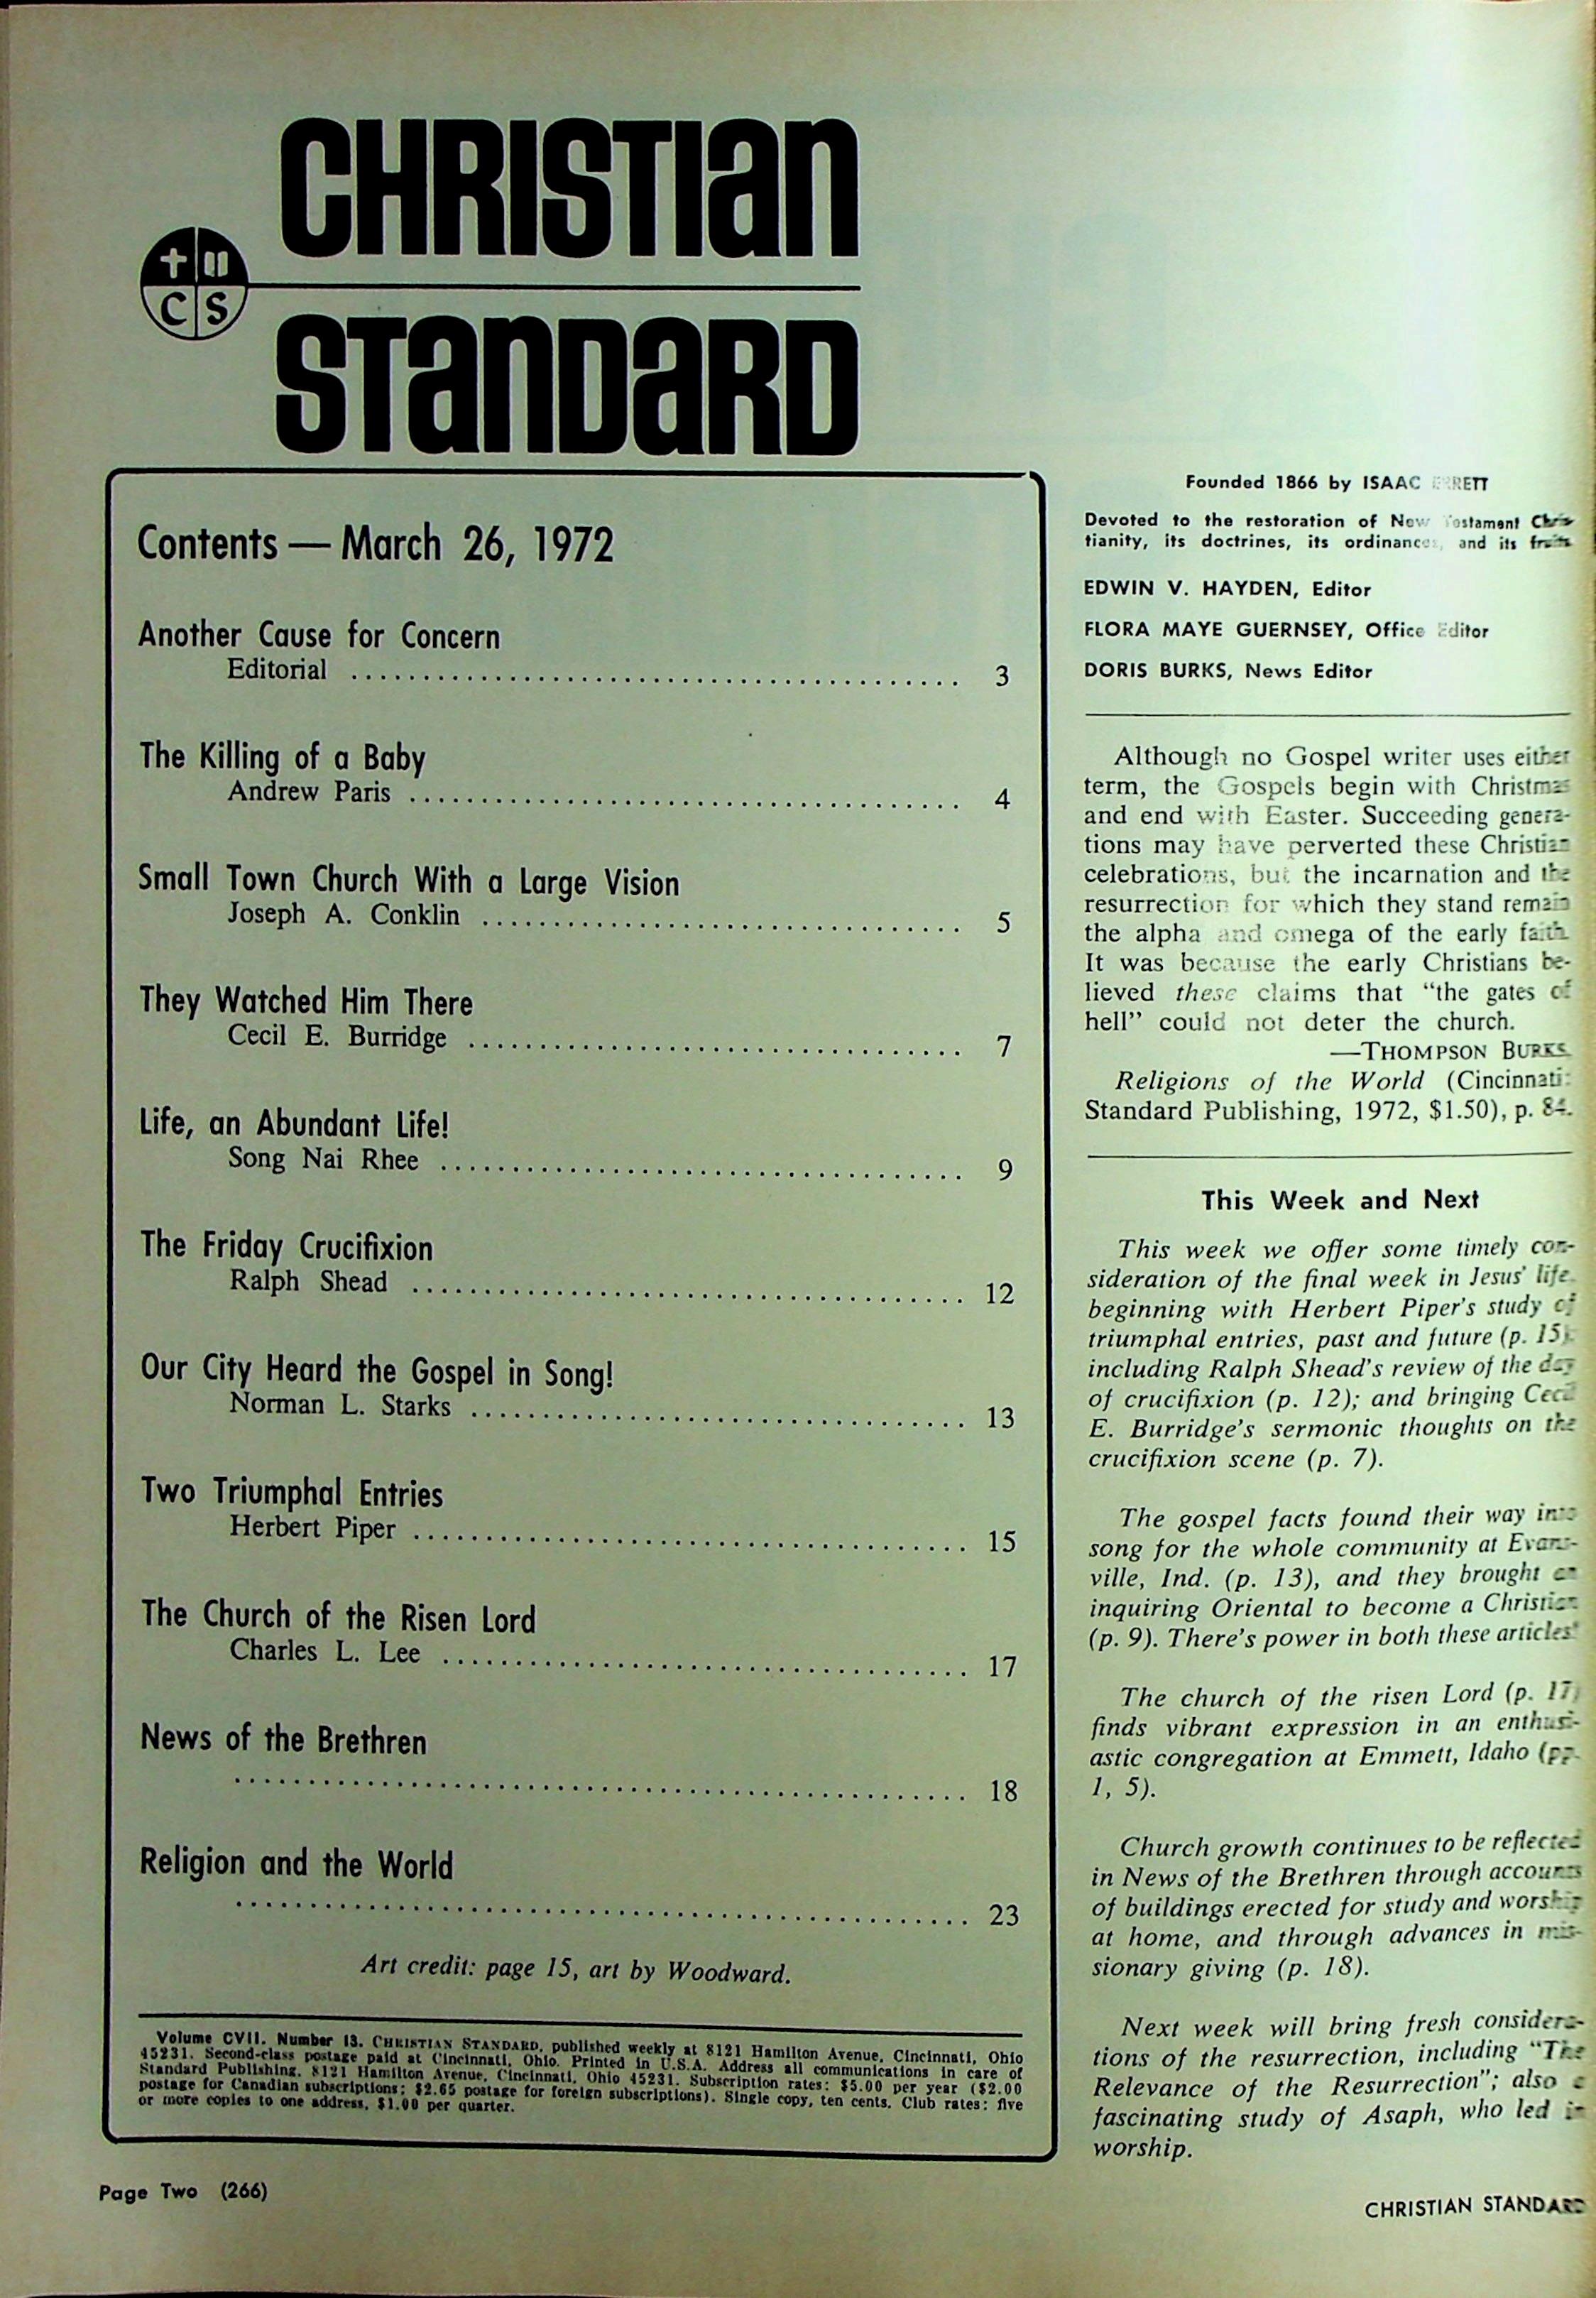 CHRISTIAN
STANDARD
C S
Contents — March 26, 1972
Another Cause for Concern
Editorial ........................................... 3
The Killing of a Baby
Andrew Paris ....................................... 4
Small Town Church With a Large Vision
Joseph A. Conklin .................................. 5
They Watched Him There
Cecil E. Burridge ................................... 7
Life, an Abundant Life!
Song Nai Rhee ..................................... 9
The Friday Crucifixion
Ralph Shead ....................................... 12
Our City Heard the Gospel in Song!
Norman L. Starks ................................... 13
Two Triumphal Entries
Herbert Piper ....................................... 15
The Church of the Risen Lord
Charles L. Lee ..................................... 17
News of the Brethren
.................................................... 18
Religion and the World
.................................................... 23
Art credit: page 15, art by Woodward.
Volume CVII. Number 13. CHRISTIAN STANDARD, published weekly at 8121 Hamilton Avenue, Cincinnati, Ohio
45231. Second-class postage paid at Cincinnati, Ohio. Printed in U.S.A. Address all communications in care of
Standard Publishing, 8121 Hamilton Avenue, Cincinnati, Ohio 45231. Subscription rates: $5.00 per year ($2.00
postage for Canadian subscriptions; $2.65 postage for foreign subscriptions). Single copy, ten cents. Club rates: five
or more copies to one address, $1.00 per quarter.
Page Two (266)
Founded 1866 by ISAAC ERRETT
Devoted to the restoration of New Testament Chris-
tianity, its doctrines, its ordinances, and its fruits
EDWIN V. HAYDEN, Editor
FLORA MAYE GUERNSEY, Office Editor
DORIS BURKS, News Editor
Although no Gospel writer uses either
term, the Gospels begin with Christmas
and end with Easter. Succeeding genera-
tions may have perverted these Christian
celebrations, but the incarnation and the
resurrection for which they stand remain
the alpha and omega of the early faith.
It was because the early Christians be-
lieved these claims that “the gates of
hell” could not deter the church.
—THOMPSON BURKS
Religions of the World (Cincinnati:
Standard Publishing, 1972, $1.50), p. 84.
This Week and Next
This week we offer some timely con-
sideration of the final week in Jesus' life,
beginning with Herbert Piper's study of
triumphal entries, past and future (p. 15);
including Ralph Shead's review of the day
of crucifixion (p. 12); and bringing Cecil
E. Burridge's sermonic thoughts on the
crucifixion scene (p. 7).
The gospel facts found their way into
song for the whole community at Evans-
ville, Ind. (p. 13), and they brought an
inquiring Oriental to become a Christian
(p. 9). There's power in both these articles!
The church of the risen Lord (p. 17)
finds vibrant expression in an enthusi-
astic congregation at Emmett, Idaho (pp.
1, 5).
Church growth continues to be reflected
in News of the Brethren through accounts
of buildings erected for study and worship
at home, and through advances in mis-
sionary giving (p. 18).
Next week will bring fresh considera-
tions of the resurrection, including “The
Relevance of the Resurrection”; also a
fascinating study of Asaph, who led in
worship.
CHRISTIAN STANDARD